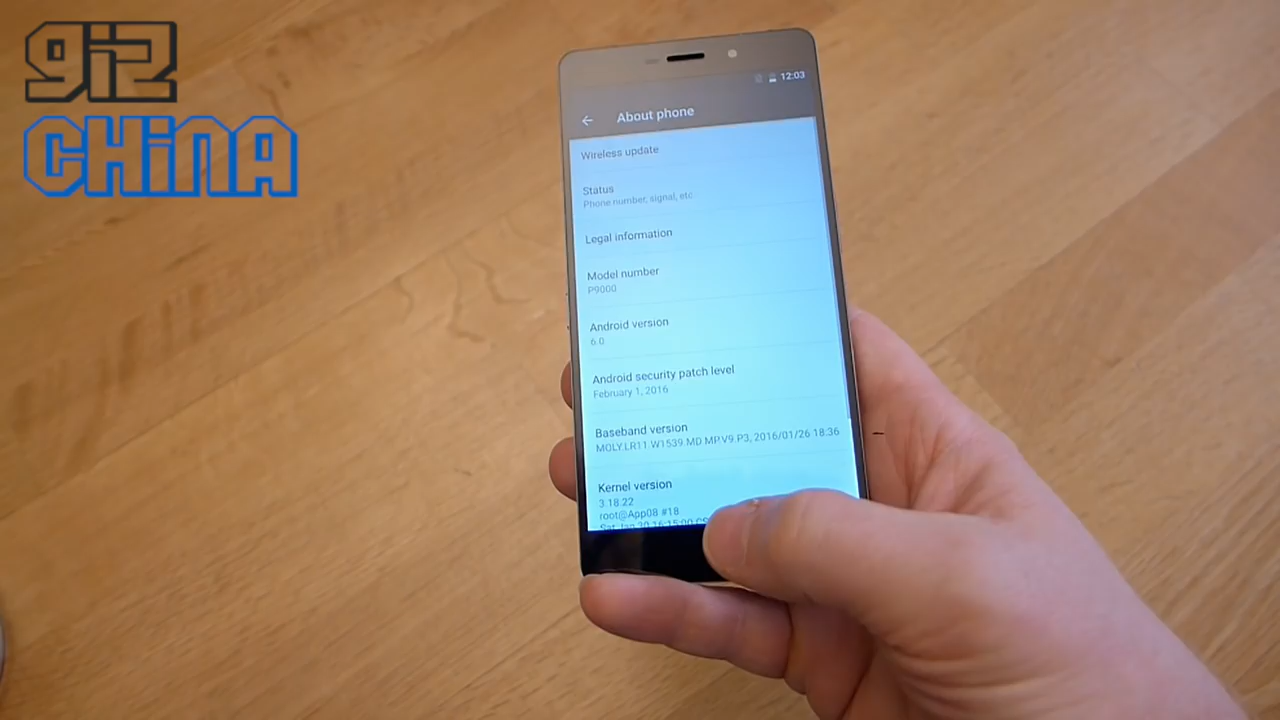 giz
CHINA
12:03
About phone
Wireless update
Status
Phone number, signal, etc
Legal information
Model number
P9000
Android version
6.0
Android security patch level
February 1, 2016
Baseband version
MOLY.LR11.W1539.MD.MP.V9.P3, 2016/01/26 18:36
Kernel version
3.18.22
root@App08 #18